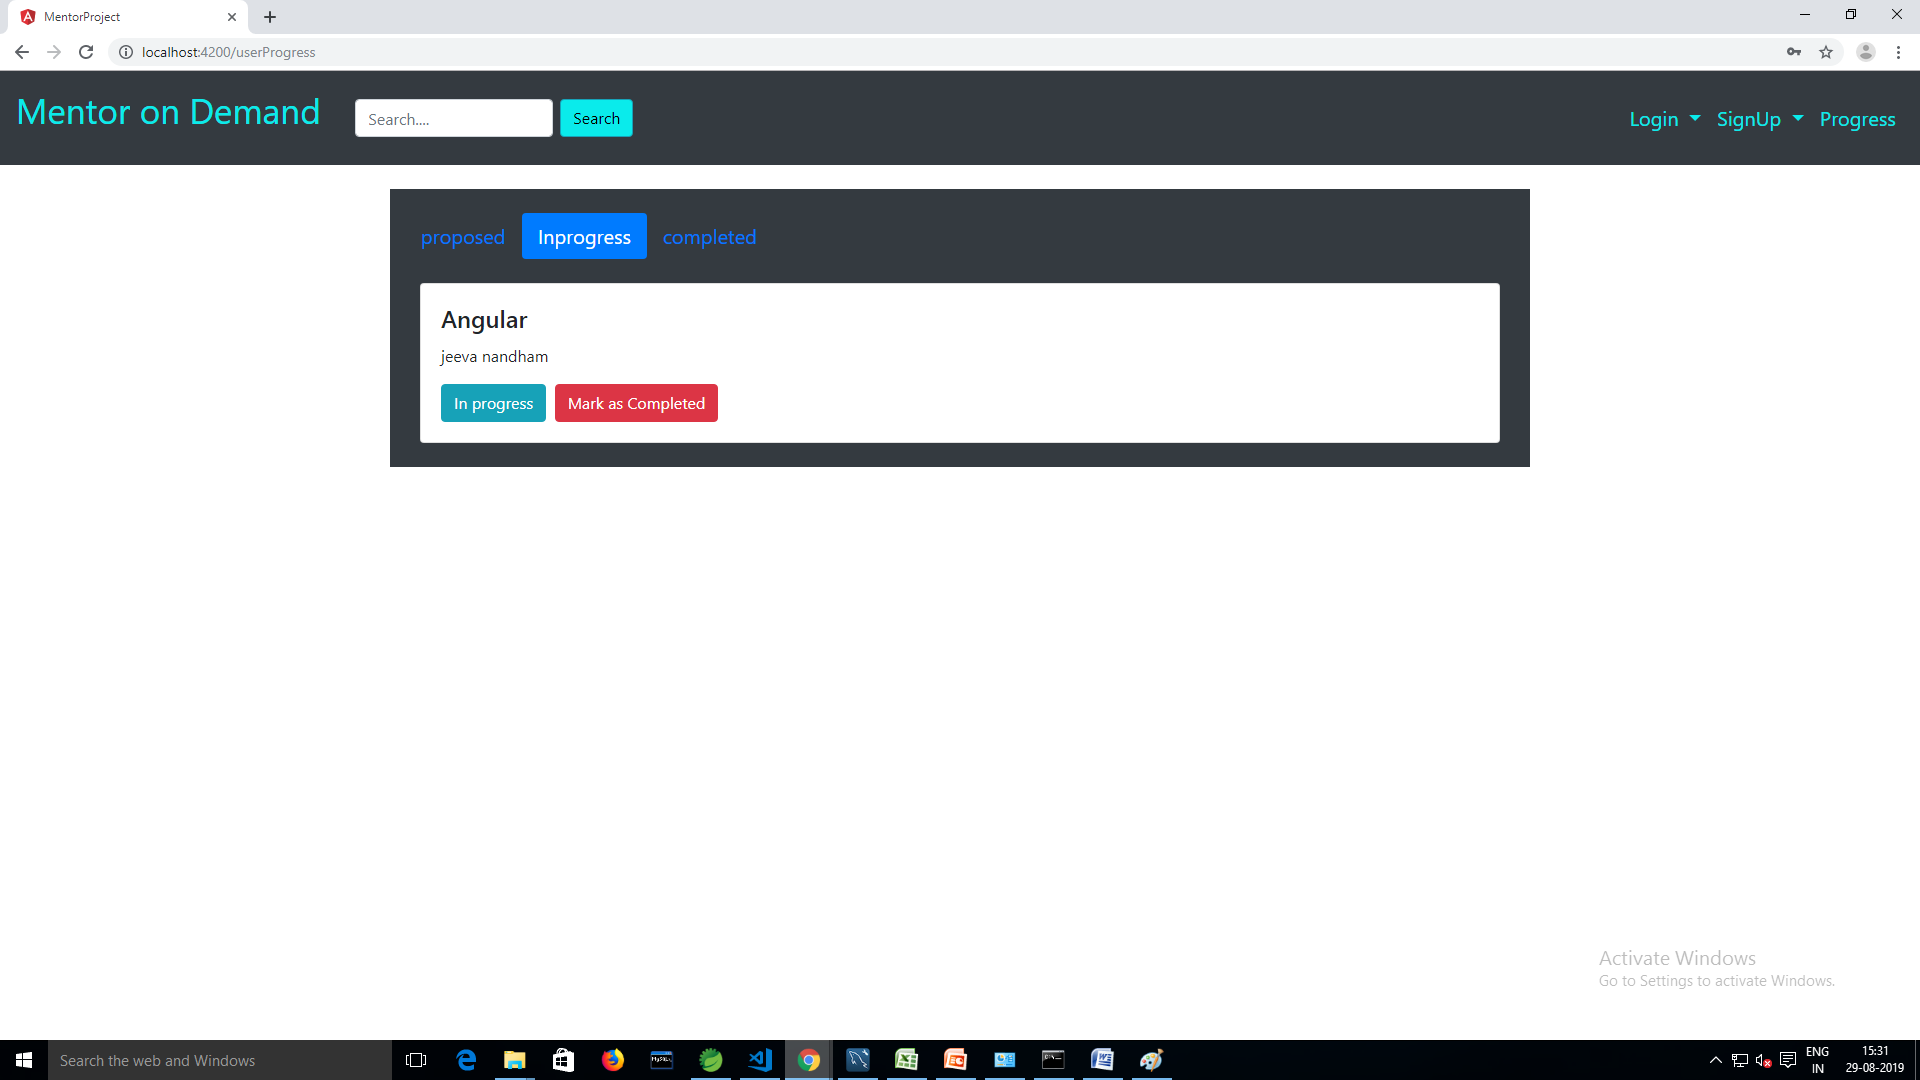 MentorProject
localhost:4200/userProgress
Mentor on Demand
Search....
Search
Login
SignUp
Progress
proposed
Inprogress
completed
Angular
jeeva nandham
In progress
Mark as Completed
Activate Windows
Go to Settings to activate Windows.
Search the web and Windows
ENG
IN
15:31
29-08-2019